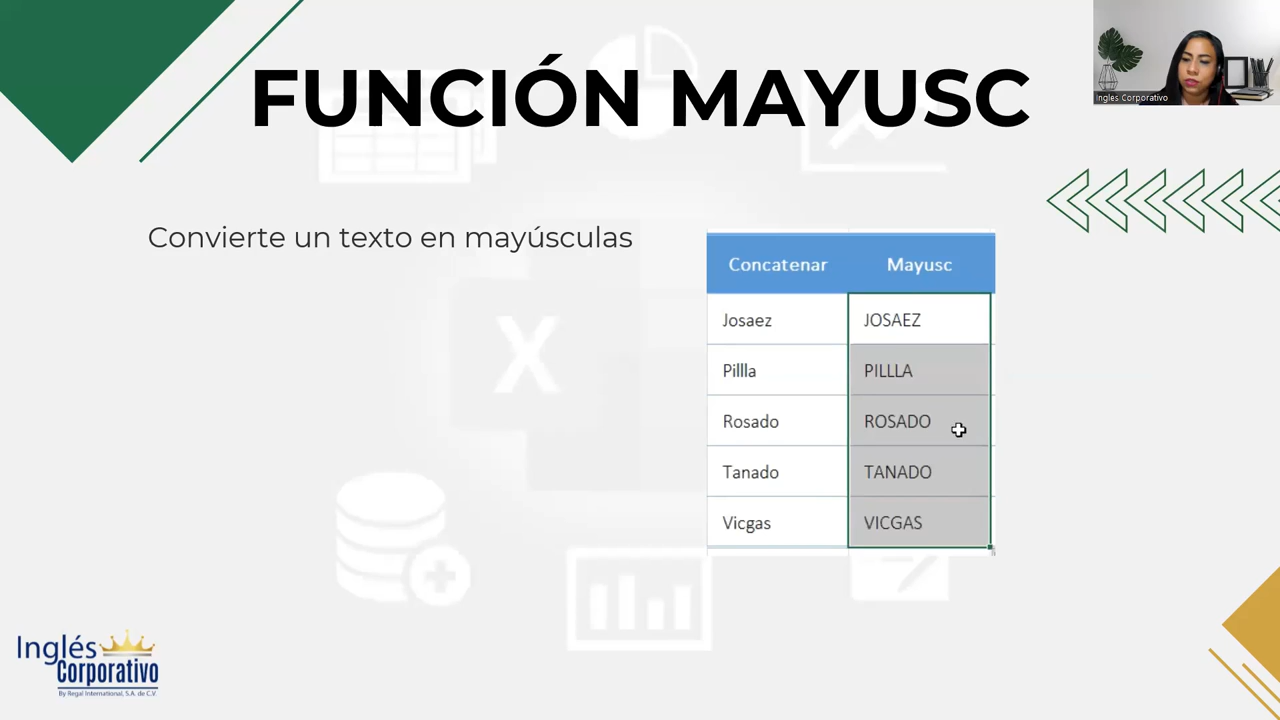 FUNCIÓN MAYUSC
Ingles Corporativo
Convierte un texto en mayúsculas
Concatenar Mayusc
Josaez JOSAEZ
Pillla PILLLA
Rosado ROSADO
Tanado TANADO
Vicgas VICGAS
X
Inglés
Corporativo
By Regal International, S.A. de C.V.